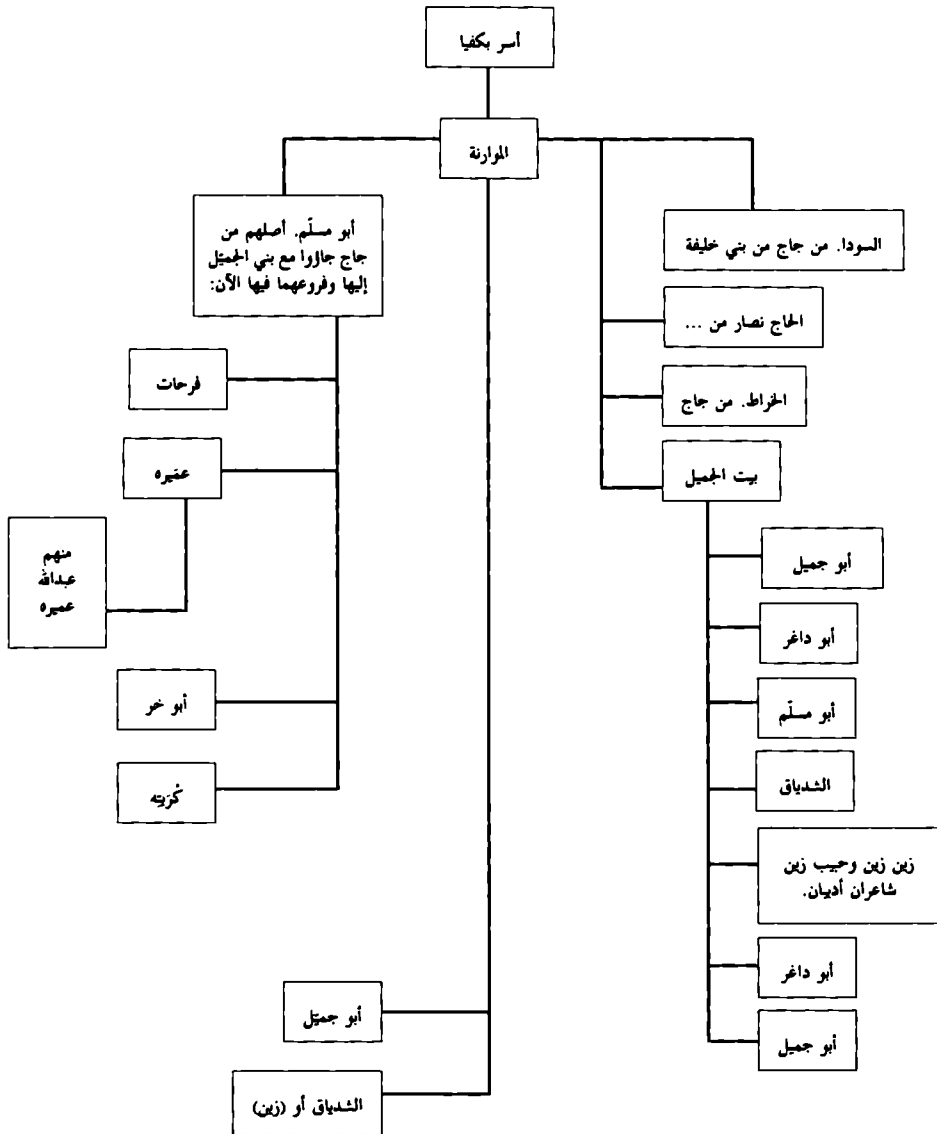 أسر بكفيا
الموارنة
السودا. من جاج من بني خليفة
الحاج نصار من ...
الخراط. من جاج
بيت الجميل
أبو جميل
أبو داغر
أبو مسلّم
الشدياق
زين زين وحبيب زين
شاعران أدبيان.
أبو داغر
أبو جميل
أبو مسلّم. أصلهم من
جاج جاؤوا مع بني الجميّل
إليها وفروعهما فيها الآن:
فرحات
عميره
منهم
عبدالله
عميره
أبو خر
كْرَيِّته
أبو جميّل
الشدياق أو (زين)